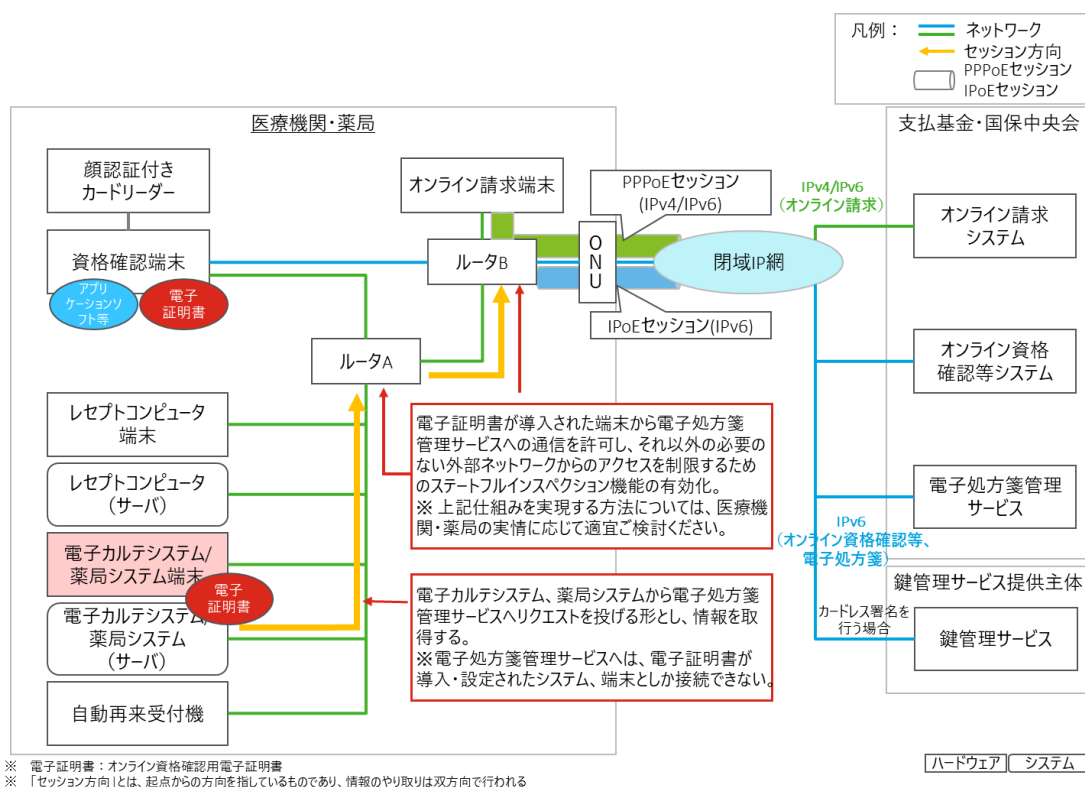 凡例：
ネットワーク
セッション方向
PPPoEセッション
IPoEセッション
医療機関・薬局
支払基金・国保中央会
顔認証付き
カードリーダー
資格確認端末
アプリ
ケーションソ
フト等
電子
証明書
オンライン請求端末
ルータB
PPPoEセッション
(IPv4/IPv6)
O
N
U
IPoEセッション(IPv6)
閉域IP網
IPv4/IPv6
（オンライン請求）
オンライン請求
システム
オンライン資格
確認等システム
電子処方箋管理
サービス
IPv6
（オンライン資格確認等、
電子処方箋）
鍵管理サービス提供主体
カードレス署名を
行う場合
鍵管理サービス
ルータA
レセプトコンピュータ
端末
レセプトコンピュータ
（サーバ）
電子カルテシステム/
薬局システム端末
電子
証明書
電子カルテシステム/
薬局システム
（サーバ）
自動再来受付機
電子証明書が導入された端末から電子処方箋
管理サービスへの通信を許可し、それ以外の必要の
ない外部ネットワークからのアクセスを制限するため
のステートフルインスペクション機能の有効化。
※ 上記仕組みを実現する方法については、医療機
関・薬局の実情に応じて適宜ご検討ください。
電子カルテシステム、薬局システムから電子処方箋
管理サービスへリクエストを投げる形とし、情報を取
得する。
※電子処方箋管理サービスへは、電子証明書が
導入・設定されたシステム、端末としか接続できない。
※ 電子証明書：オンライン資格確認用電子証明書
※ 「セッション方向」とは、起点からの方向を指しているものであり、情報のやり取りは双方向で行われる
ハードウェア
システム